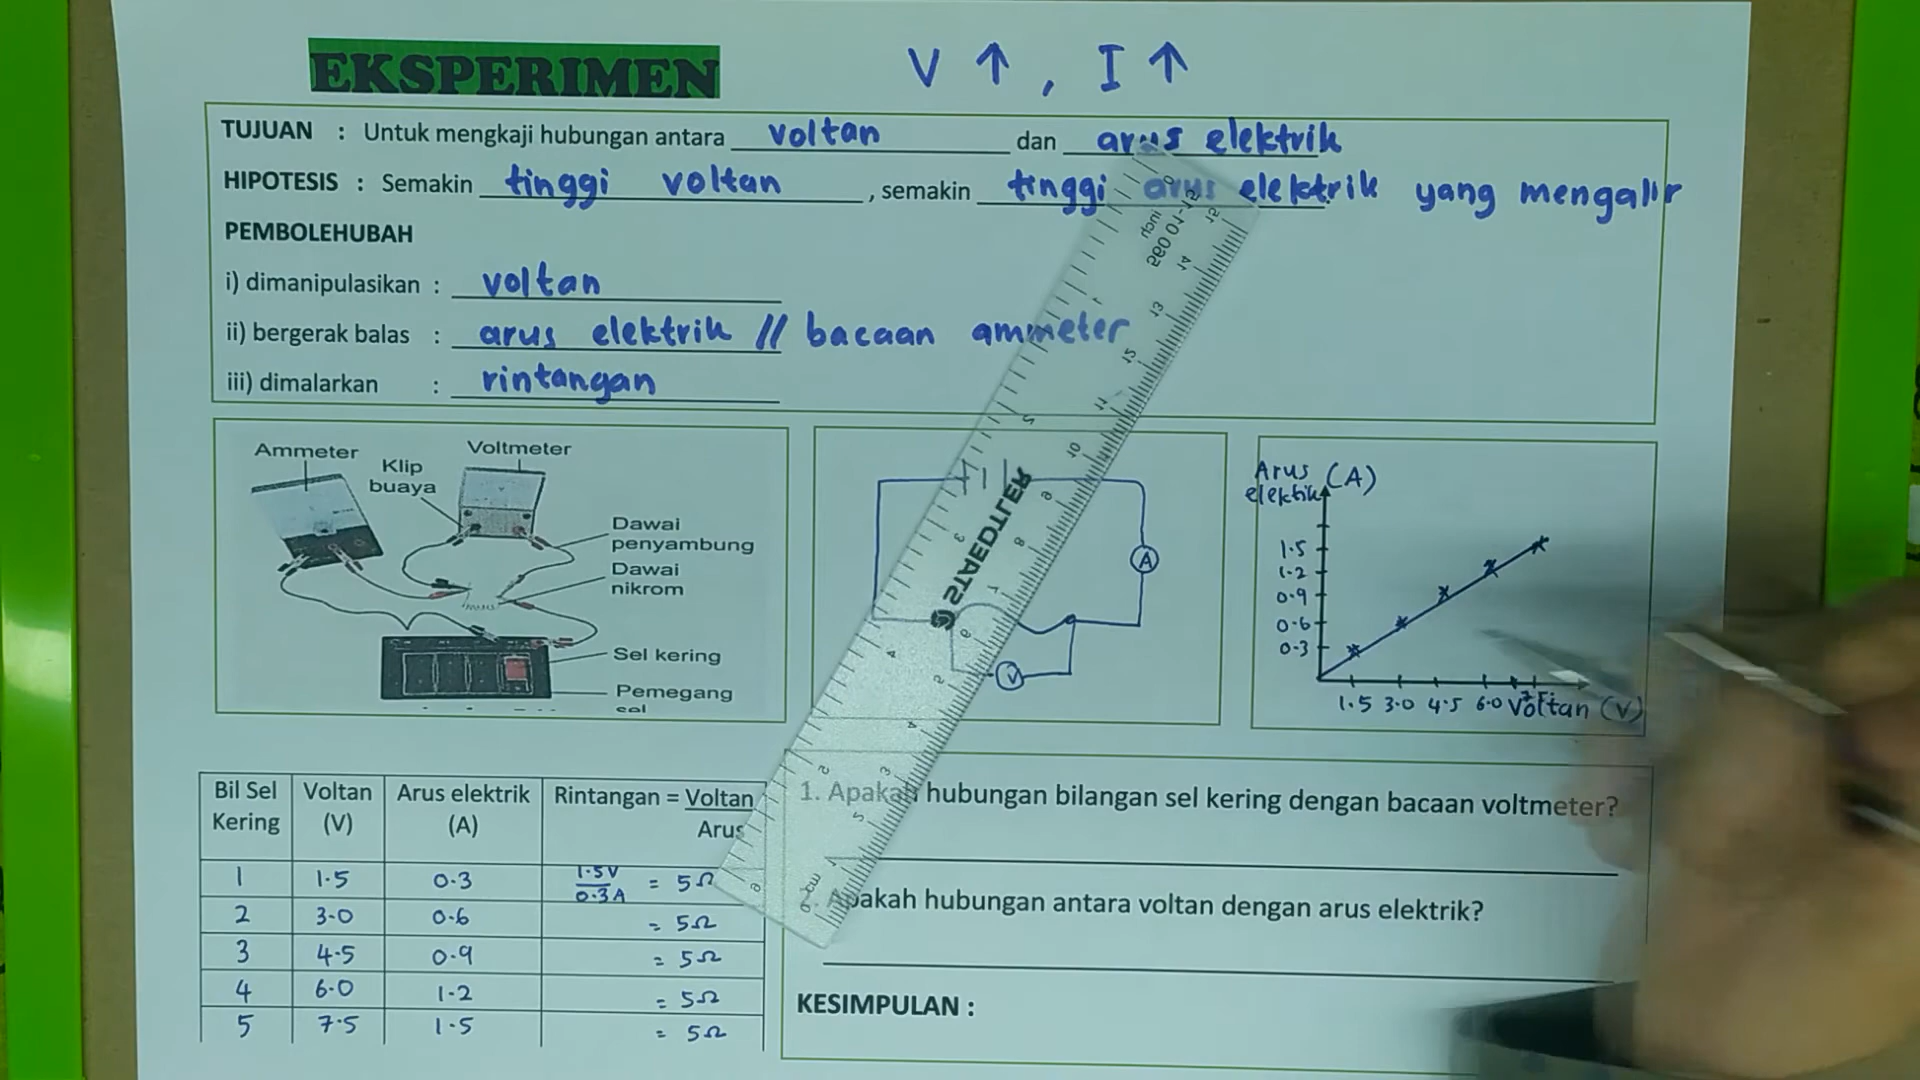 EKSPERIMEN
V ↑ , I ↑
TUJUAN : Untuk mengkaji hubungan antara voltan dan arus elektrik
HIPOTESIS : Semakin tinggi voltan , semakin tinggi arus elektrik yang mengalir
PEMBOLEHUBAH
i) dimanipulasikan : voltan
ii) bergerak balas : arus elektrik // bacaan ammeter
iii) dimalarkan : rintangan
Ammeter
Klip
buaya
Voltmeter
Dawai
penyambung
Dawai
nikrom
Sel kering
Pemegang
sel
A
V
STAEDTLER
560 01-15
inch
cm
Arus (A)
elektrik
1.5
1.2
0.9
0.6
0.3
1.5 3.0 4.5 6.0 7.5
Voltan (V)
Bil Sel Kering | Voltan (V) | Arus elektrik (A) | Rintangan = Voltan Arus
1 1.5 0.3 1.5V/0.3A = 5Ω
2 3.0 0.6 = 5Ω
3 4.5 0.9 = 5Ω
4 6.0 1.2 = 5Ω
5 7.5 1.5 = 5Ω
1. Apakah hubungan bilangan sel kering dengan bacaan voltmeter?
2. Apakah hubungan antara voltan dengan arus elektrik?
KESIMPULAN :